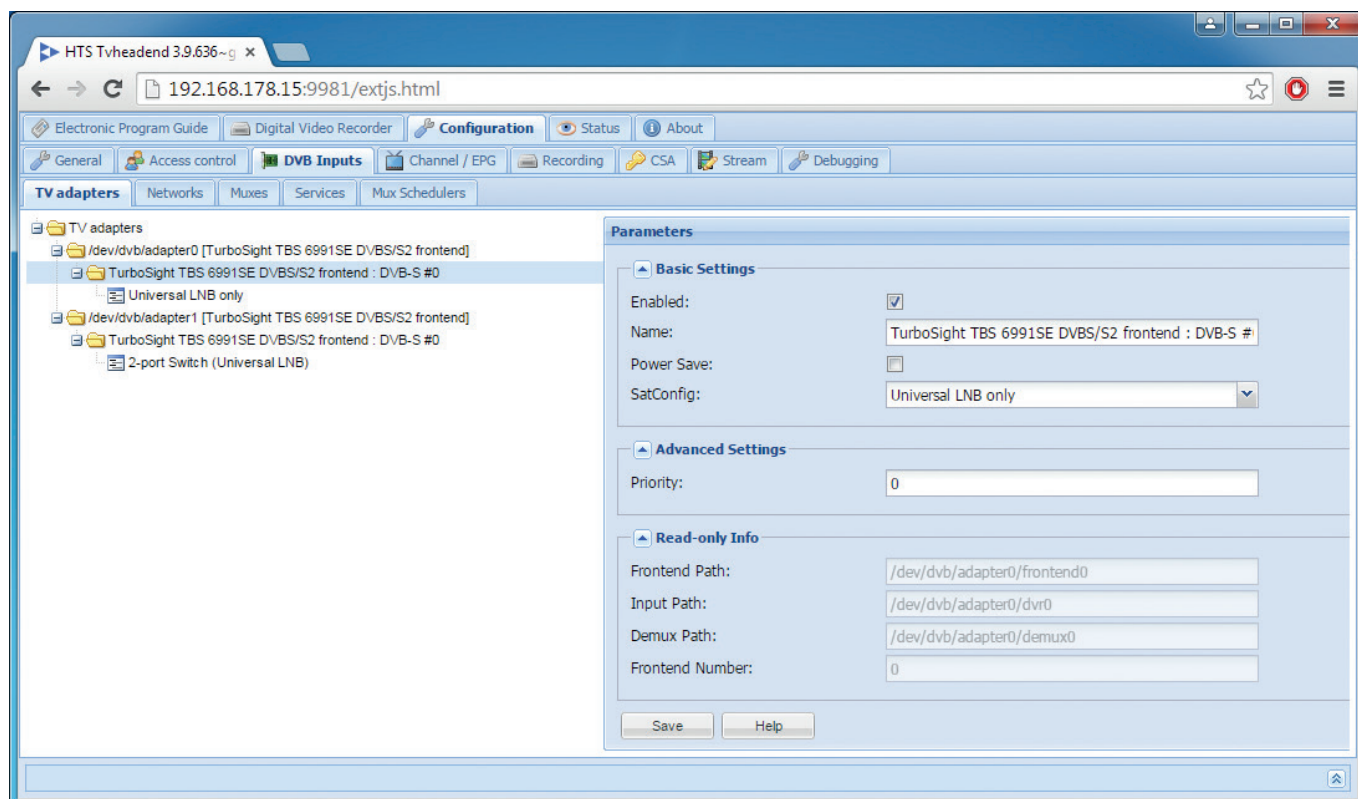 HTS Tvheadend 3.9.636~g
192.168.178.15:9981/extjs.html
Electronic Program Guide Digital Video Recorder Configuration Status About
General Access control DVB Inputs Channel / EPG Recording CSA Stream Debugging
TV adapters Networks Muxes Services Mux Schedulers
TV adapters
/dev/dvb/adapter0 [TurboSight TBS 6991SE DVBS/S2 frontend]
TurboSight TBS 6991SE DVBS/S2 frontend : DVB-S #0
Universal LNB only
/dev/dvb/adapter1 [TurboSight TBS 6991SE DVBS/S2 frontend]
TurboSight TBS 6991SE DVBS/S2 frontend : DVB-S #0
2-port Switch (Universal LNB)
Parameters
Basic Settings
Enabled:
Name: TurboSight TBS 6991SE DVBS/S2 frontend : DVB-S #
Power Save:
SatConfig: Universal LNB only
Advanced Settings
Priority: 0
Read-only Info
Frontend Path: /dev/dvb/adapter0/frontend0
Input Path: /dev/dvb/adapter0/dvr0
Demux Path: /dev/dvb/adapter0/demux0
Frontend Number: 0
Save Help